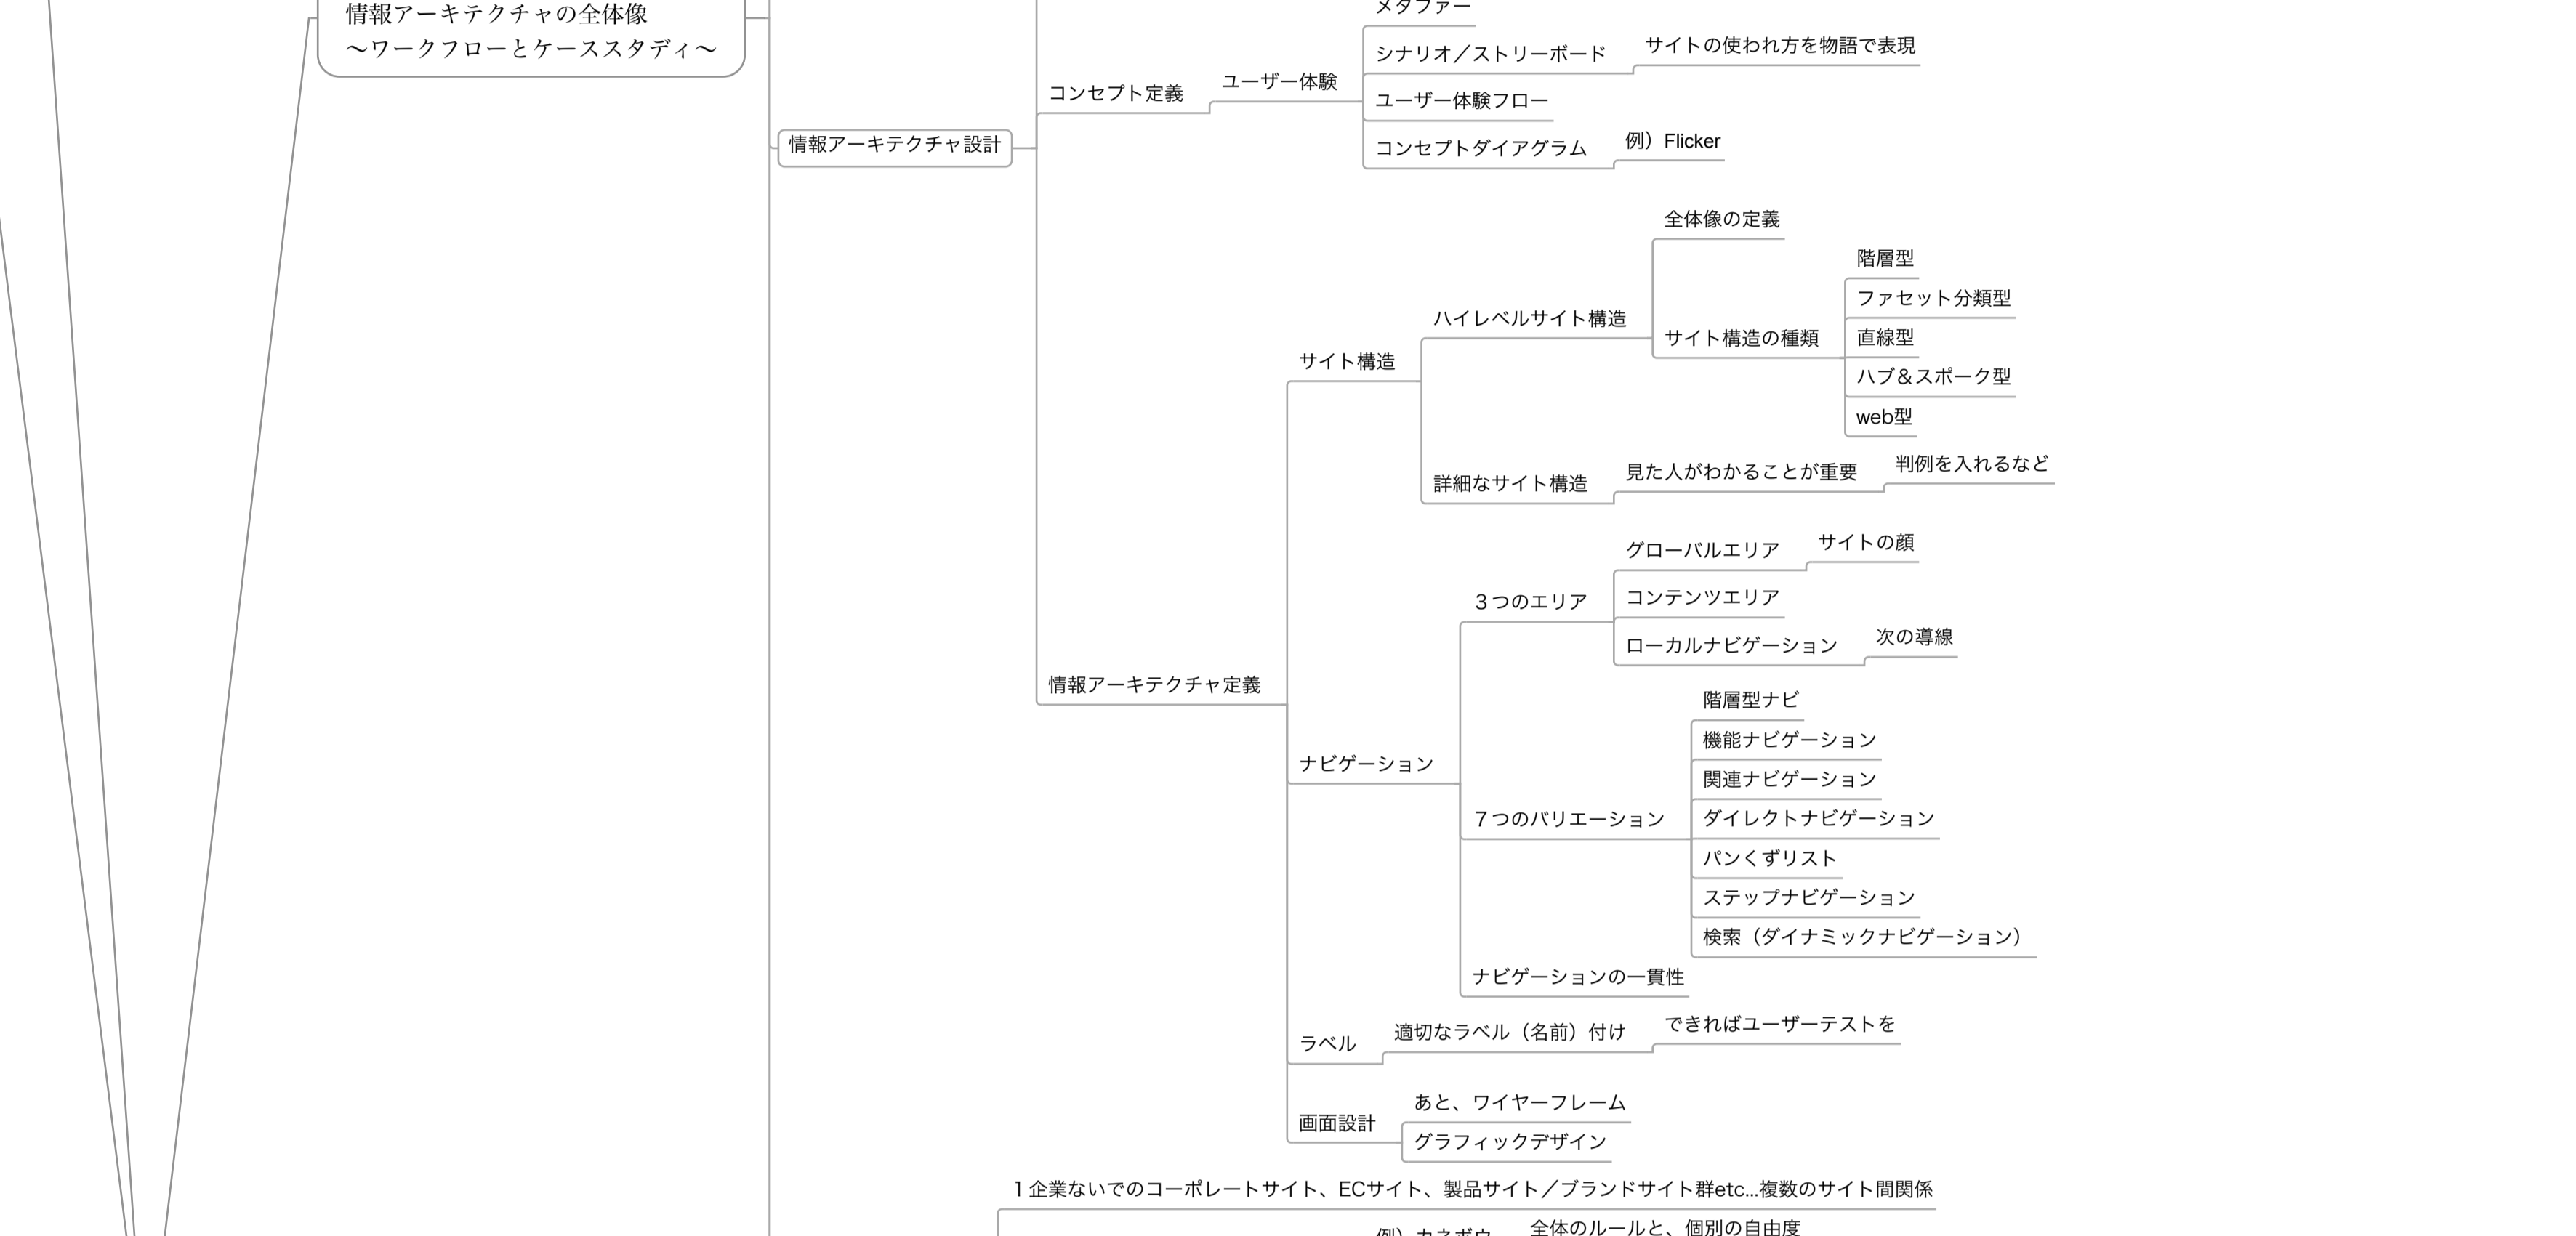 情報アーキテクチャの全体像
〜ワークフローとケーススタディ〜
情報アーキテクチャ設計
コンセプト定義
ユーザー体験
メタファー
シナリオ／ストリーボード
サイトの使われ方を物語で表現
ユーザー体験フロー
コンセプトダイアグラム
例）Flicker
情報アーキテクチャ定義
サイト構造
ハイレベルサイト構造
全体像の定義
サイト構造の種類
階層型
ファセット分類型
直線型
ハブ＆スポーク型
web型
詳細なサイト構造
見た人がわかることが重要
判例を入れるなど
ナビゲーション
３つのエリア
グローバルエリア
サイトの顔
コンテンツエリア
ローカルナビゲーション
次の導線
７つのバリエーション
階層型ナビ
機能ナビゲーション
関連ナビゲーション
ダイレクトナビゲーション
パンくずリスト
ステップナビゲーション
検索（ダイナミックナビゲーション）
ナビゲーションの一貫性
ラベル
適切なラベル（名前）付け
できればユーザーテストを
画面設計
あと、ワイヤーフレーム
グラフィックデザイン
１企業ないでのコーポレートサイト、ECサイト、製品サイト／ブランドサイト群etc...複数のサイト間関係
例）カネボウ
全体のルールと、個別の自由度